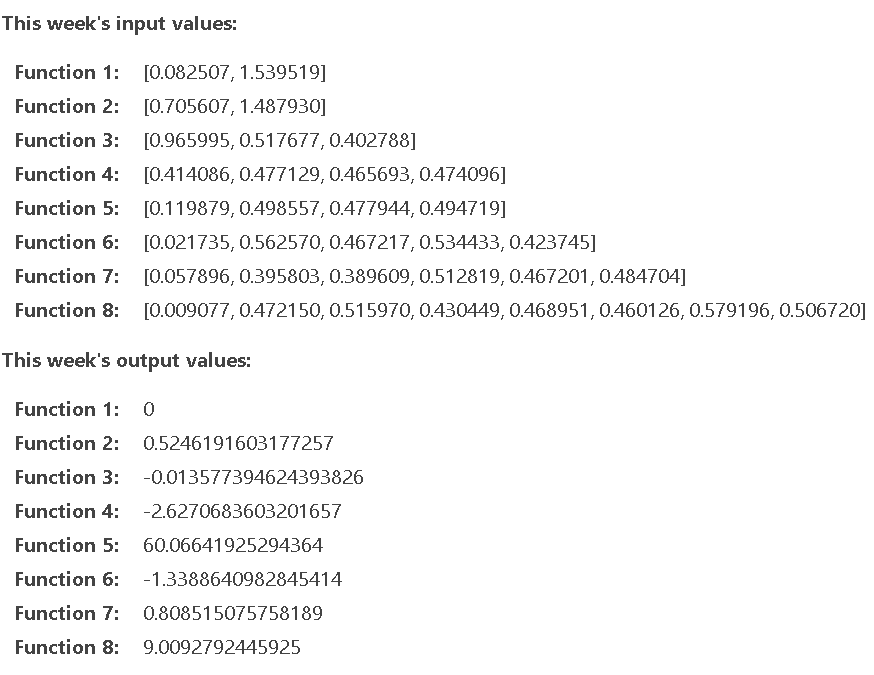 This week's input values:
Function 1: [0.082507, 1.539519]
Function 2: [0.705607, 1.487930]
Function 3: [0.965995, 0.517677, 0.402788]
Function 4: [0.414086, 0.477129, 0.465693, 0.474096]
Function 5: [0.119879, 0.498557, 0.477944, 0.494719]
Function 6: [0.021735, 0.562570, 0.467217, 0.534433, 0.423745]
Function 7: [0.057896, 0.395803, 0.389609, 0.512819, 0.467201, 0.484704]
Function 8: [0.009077, 0.472150, 0.515970, 0.430449, 0.468951, 0.460126, 0.579196, 0.506720]
This week's output values:
Function 1: 0
Function 2: 0.5246191603177257
Function 3: -0.013577394624393826
Function 4: -2.6270683603201657
Function 5: 60.06641925294364
Function 6: -1.3388640982845414
Function 7: 0.808515075758189
Function 8: 9.0092792445925